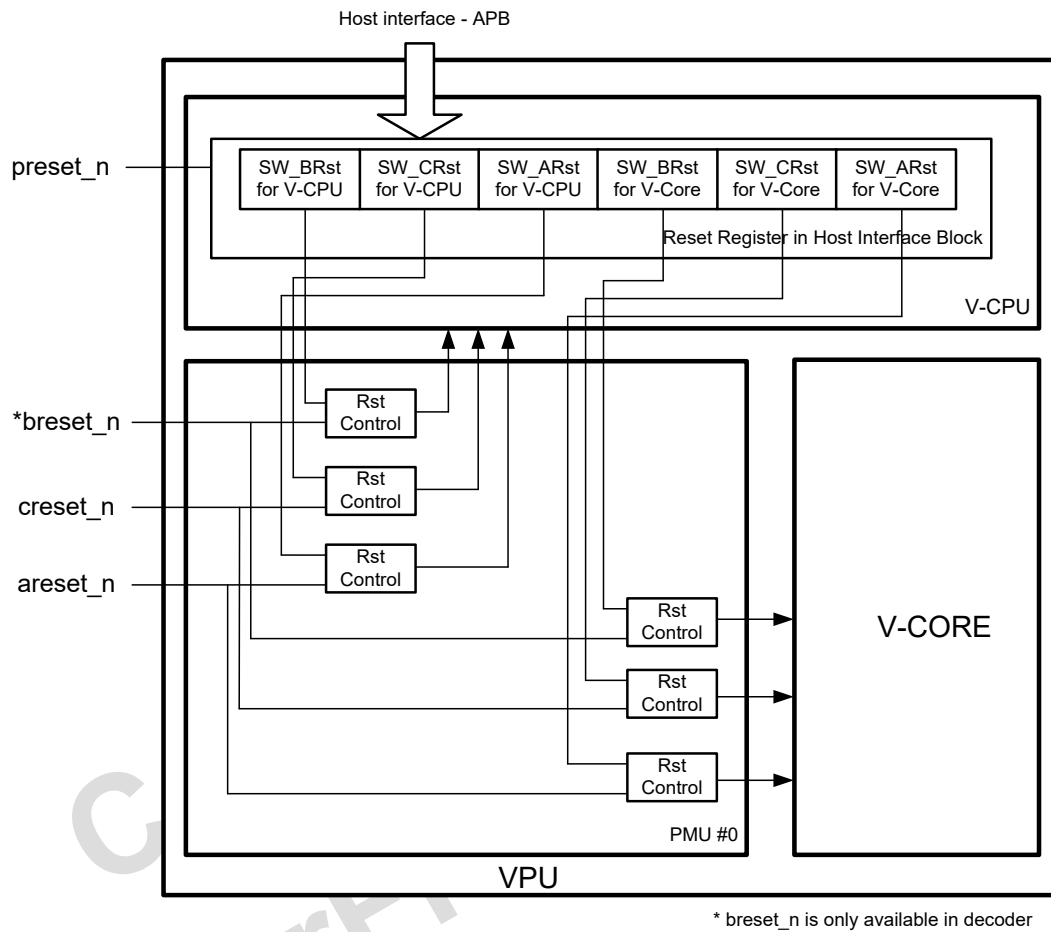 Host interface - APB
preset_n
SW_BRst for V-CPU
SW_CRst for V-CPU
SW_ARst for V-CPU
SW_BRst for V-Core
SW_CRst for V-Core
SW_ARst for V-Core
Reset Register in Host Interface Block
V-CPU
*breset_n
Rst
Control
creset_n
Rst
Control
areset_n
Rst
Control
Rst
Control
Rst
Control
Rst
Control
V-CORE
PMU #0
VPU
* breset_n is only available in decoder